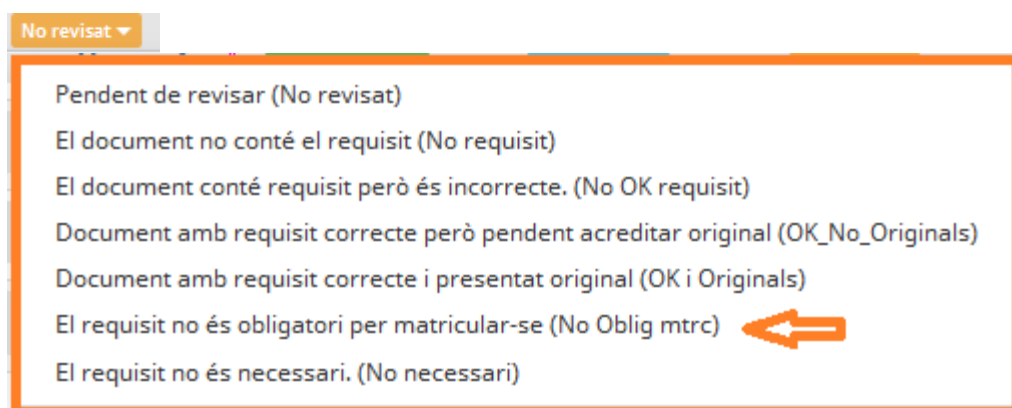 No revisat
Pendent de revisar (No revisat)
El document no conté el requisit (No requisit)
El document conté requisit però és incorrecte. (No OK requisit)
Document amb requisit correcte però pendent acreditar original (OK_No_Originals)
Document amb requisit correcte i presentat original (OK i Originals)
El requisit no és obligatori per matricular-se (No Oblig mtrc)
El requisit no és necessari. (No necessari)